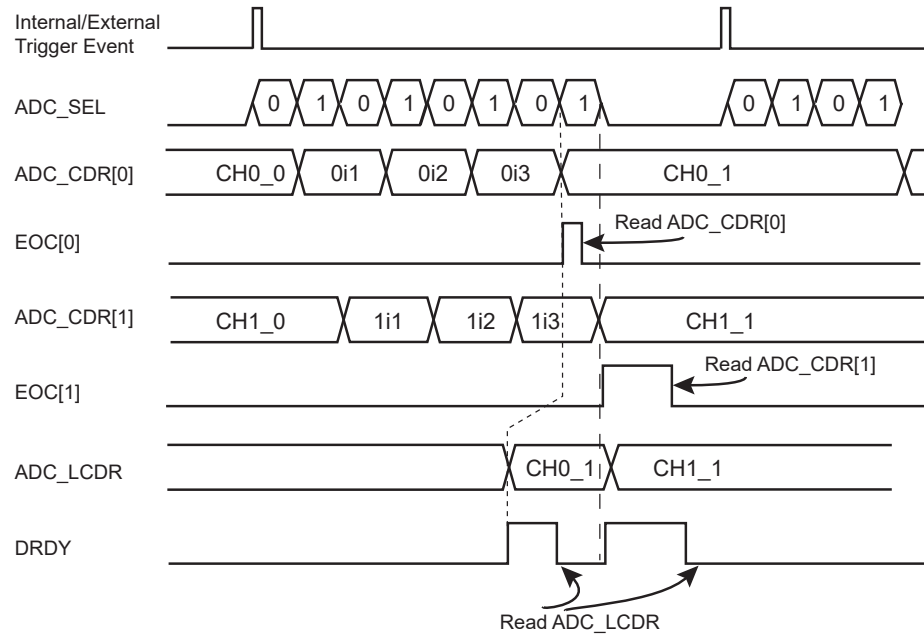 Internal/External
Trigger Event
ADC_SEL
0 1 0 1 0 1 0 1 0 1 0 1
ADC_CDR[0]
CH0_0 0i1 0i2 0i3 CH0_1
EOC[0]
Read ADC_CDR[0]
ADC_CDR[1]
CH1_0 1i1 1i2 1i3 CH1_1
EOC[1]
Read ADC_CDR[1]
ADC_LCDR
CH0_1 CH1_1
DRDY
Read ADC_LCDR